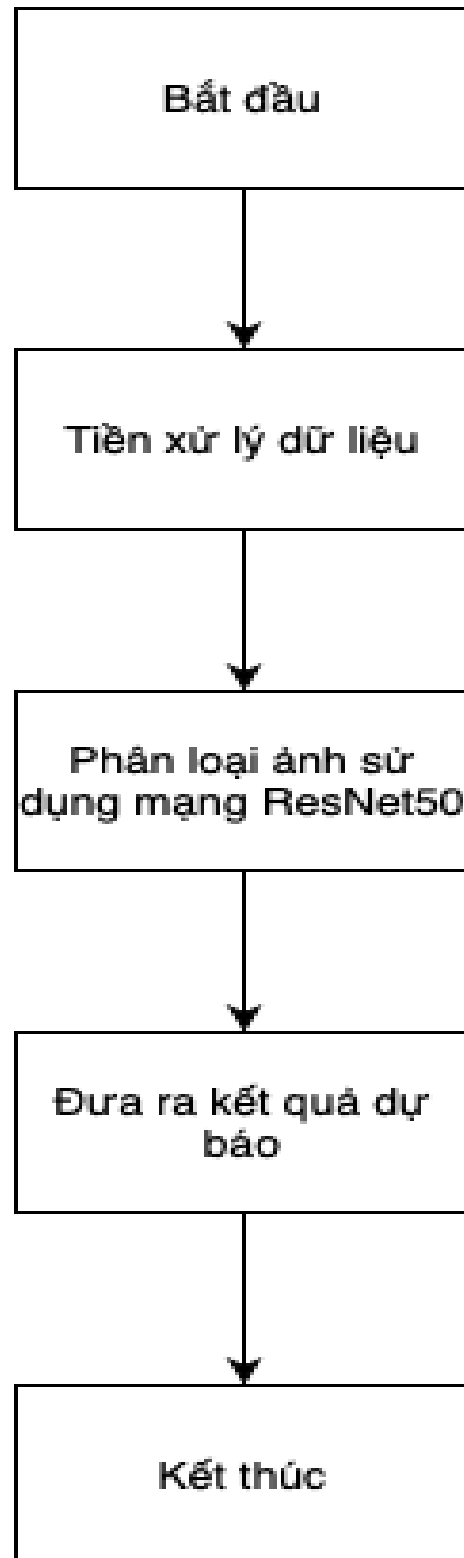 Bắt đầu
Tiền xử lý dữ liệu
Phân loại ảnh sử
dụng mạng ResNet50
Đưa ra kết quả dự
báo
Kết thúc